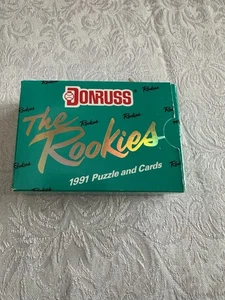 DONRUSS
The
Rookies
1991 Puzzle and Cards